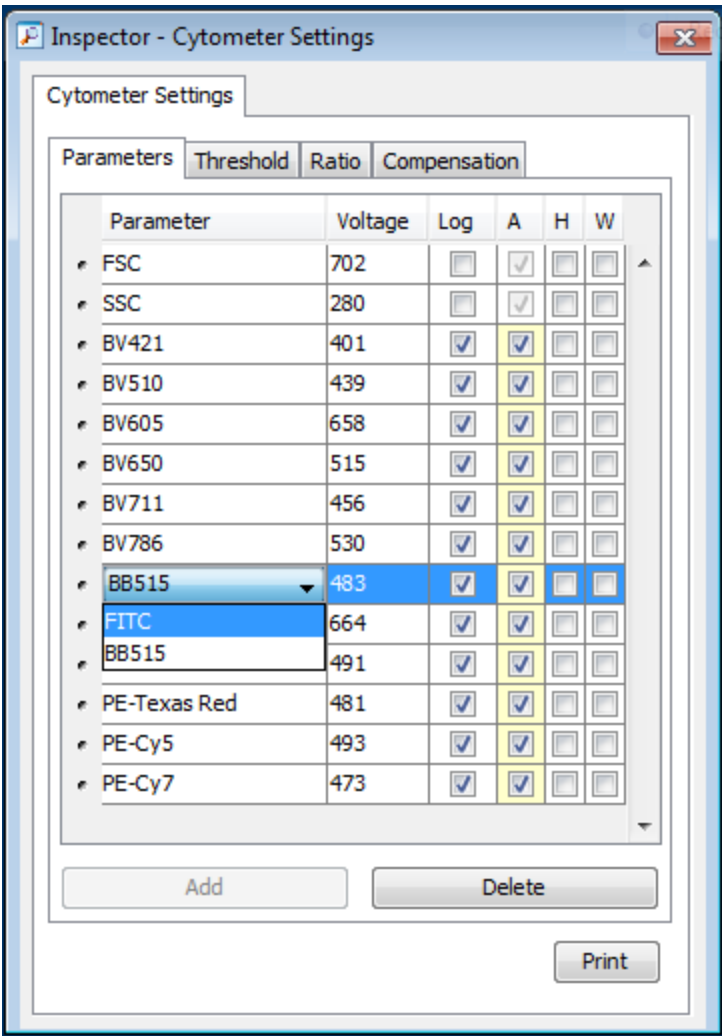 Inspector - Cytometer Settings
Cytometer Settings
Parameters Threshold Ratio Compensation
Parameter Voltage Log A H W
FSC 702
SSC 280
BV421 401
BV510 439
BV605 658
BV650 515
BV711 456
BV786 530
BB515 483
FITC 664
BB515 491
PE-Texas Red 481
PE-Cy5 493
PE-Cy7 473
Add Delete
Print